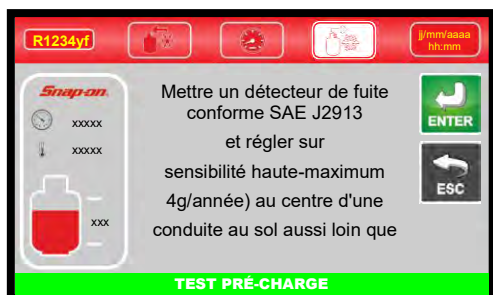 R1234yf
jj/mm/aaaa
hh:mm
Snap-on
xxxxx
xxxxx
xxx
Mettre un détecteur de fuite
conforme SAE J2913
et régler sur
sensibilité haute-maximum
4g/année) au centre d'une
conduite au sol aussi loin que
ENTER
ESC
TEST PRÉ-CHARGE